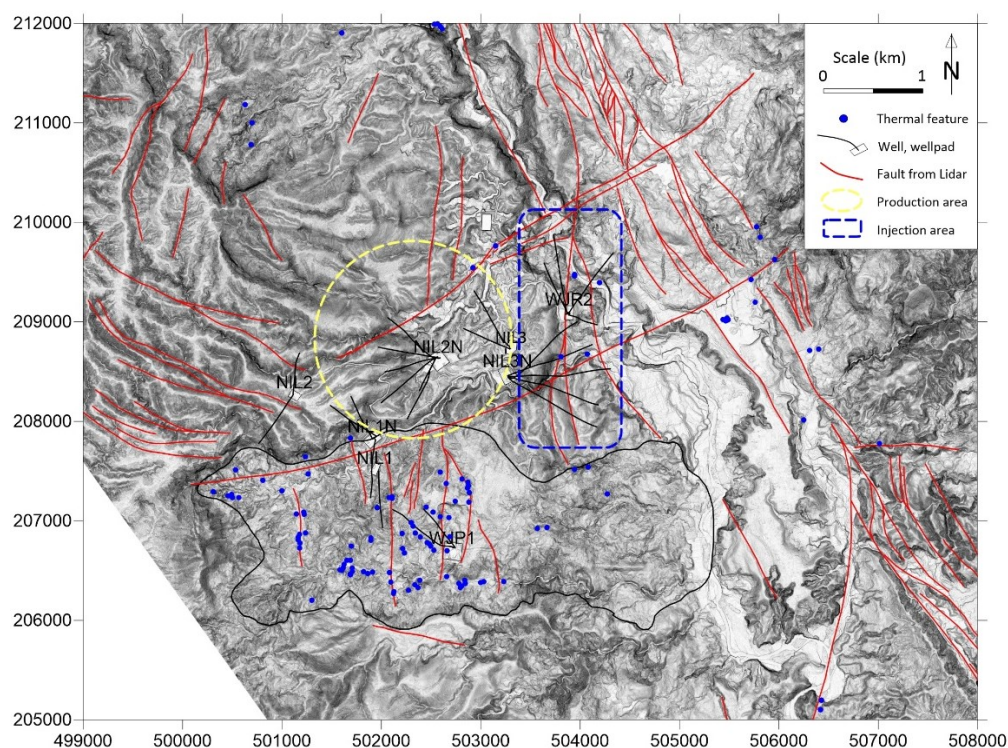 212000
211000
210000
209000
208000
207000
206000
205000
499000 500000 501000 502000 503000 504000 505000 506000 507000 508000
Scale (km)
0 1
N
Thermal feature
Well, wellpad
Fault from Lidar
Production area
Injection area
WJR2
NIL3
NIL2N
NIL3N
NIL2
NIL1N
NIL1
WJP1